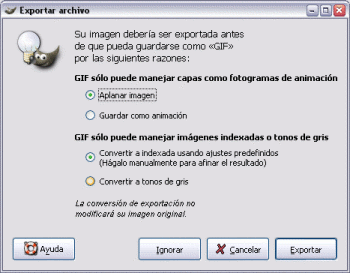 Exportar archivo
Su imagen debería ser exportada antes
de que pueda guardarse como «GIF»
por las siguientes razones:
GIF sólo puede manejar capas como fotogramas de animación
Aplanar imagen
Guardar como animación
GIF sólo puede manejar imágenes indexadas o tonos de gris
Convertir a indexada usando ajustes predefinidos
(Hágalo manualmente para afinar el resultado)
Convertir a tonos de gris
La conversión de exportación no
modificará su imagen original.
Ayuda
Ignorar
Cancelar
Exportar